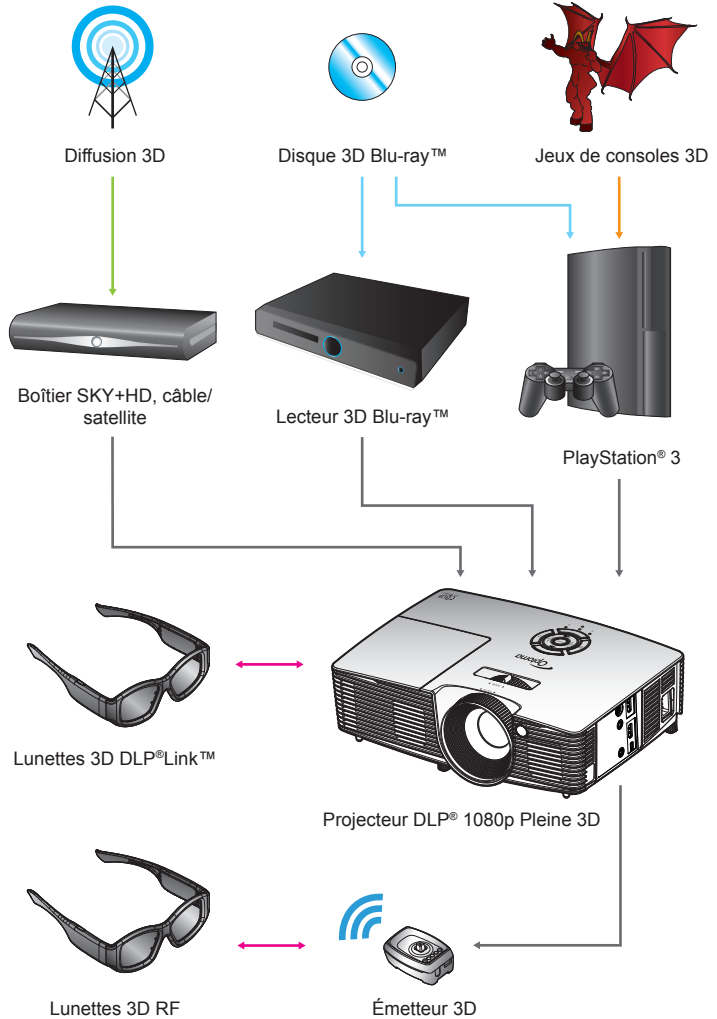 Diffusion 3D
Disque 3D Blu-ray™
Jeux de consoles 3D
Boîtier SKY+HD, câble/
satellite
Lecteur 3D Blu-ray™
PlayStation® 3
Optoma
Lunettes 3D DLP®Link™
Projecteur DLP® 1080p Pleine 3D
Lunettes 3D RF
Émetteur 3D